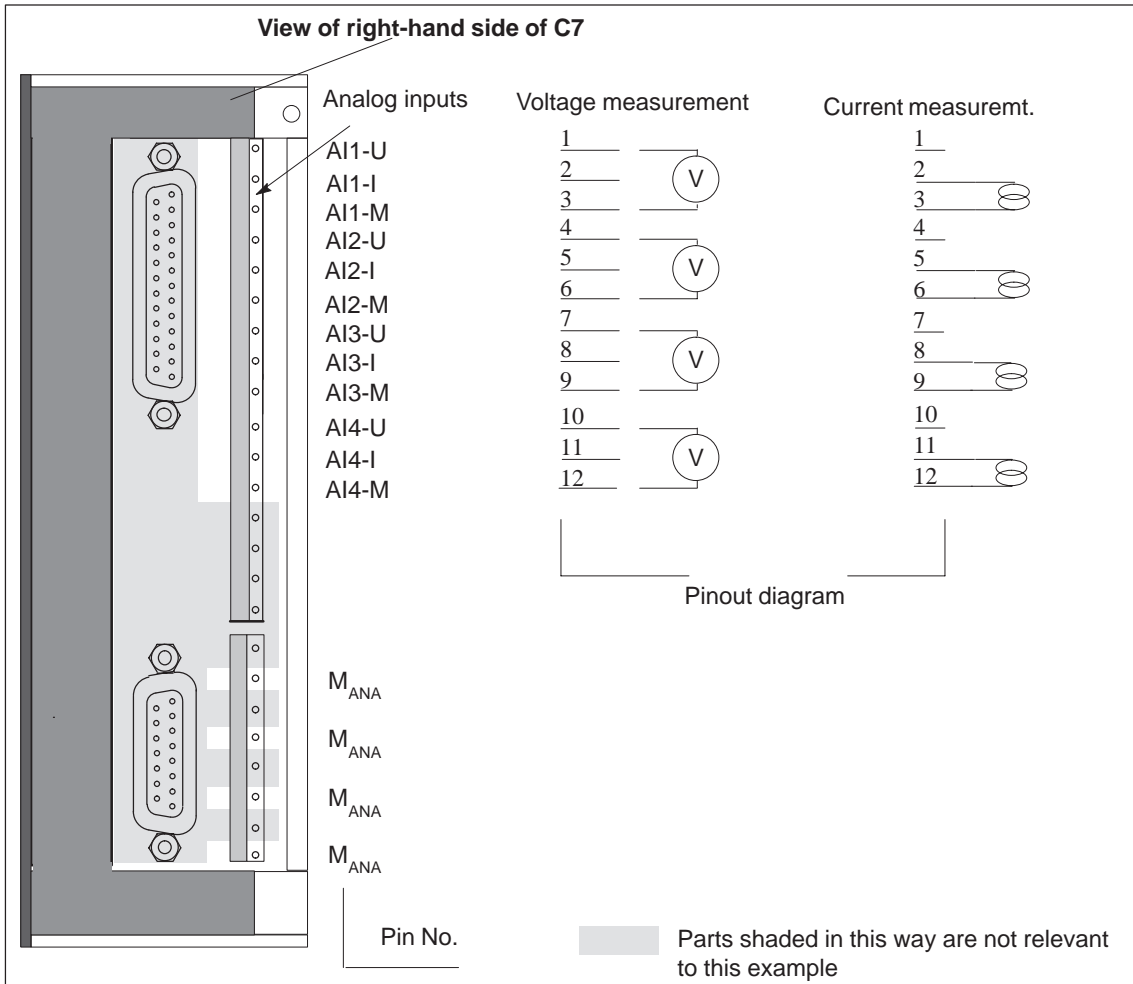 View of right-hand side of C7
Analog inputs
Voltage measurement
Current measuremt.
AI1-U
AI1-I
AI1-M
AI2-U
AI2-I
AI2-M
AI3-U
AI3-I
AI3-M
AI4-U
AI4-I
AI4-M
1
2
3
4
5
6
7
8
9
10
11
12
V
V
V
V
1
2
3
4
5
6
7
8
9
10
11
12
Pinout diagram
MANA
MANA
MANA
MANA
Pin No.
Parts shaded in this way are not relevant
to this example